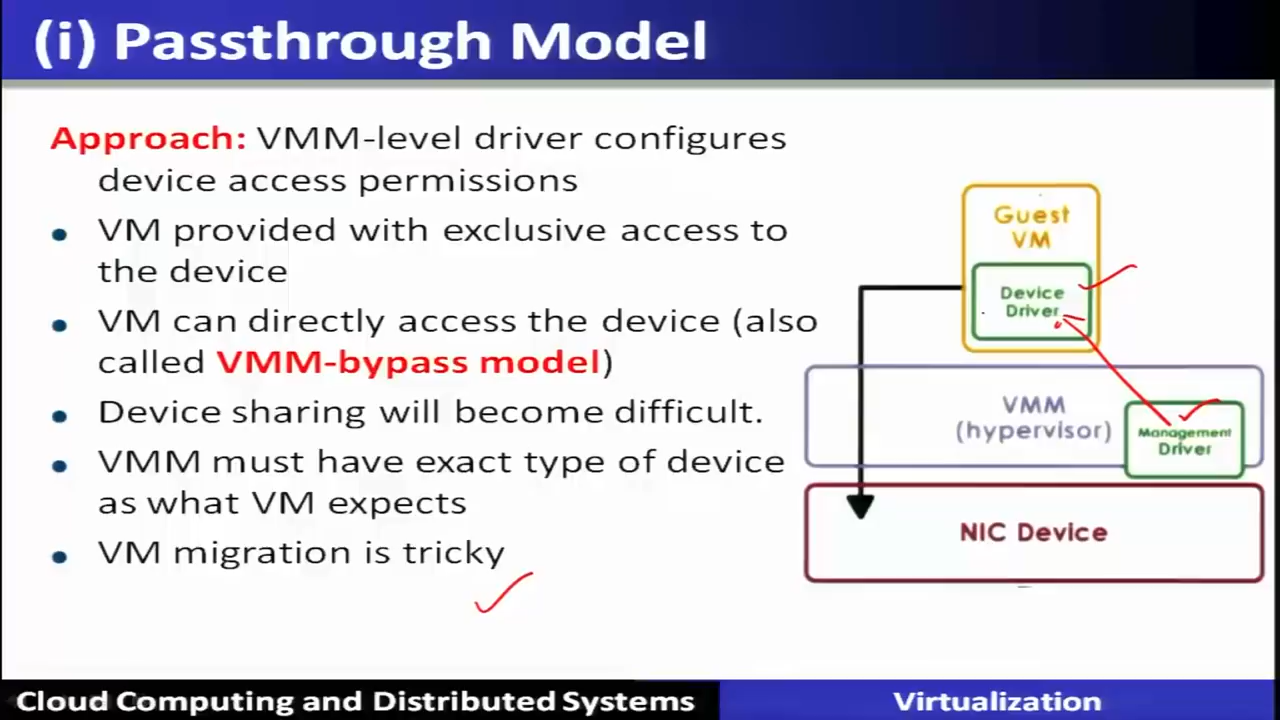 (i) Passthrough Model
Approach: VMM-level driver configures
device access permissions
VM provided with exclusive access to
the device
VM can directly access the device (also
called VMM-bypass model)
Device sharing will become difficult.
VMM must have exact type of device
as what VM expects
VM migration is tricky
Guest
VM
Device
Driver
VMM
(hypervisor)
Management
Driver
NIC Device
Cloud Computing and Distributed Systems
Virtualization